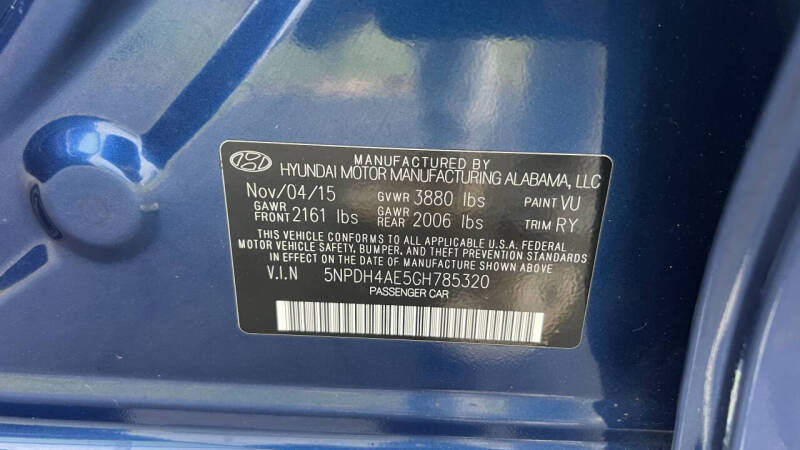 MANUFACTURED BY
HYUNDAI MOTOR MANUFACTURING ALABAMA, LLC
Nov/04/15 GVWR 3880 lbs PAINT VU
GAWR FRONT 2161 lbs GAWR REAR 2006 lbs TRIM RY
THIS VEHICLE CONFORMS TO ALL APPLICABLE U.S.A. FEDERAL
MOTOR VEHICLE SAFETY, BUMPER, AND THEFT PREVENTION STANDARDS
IN EFFECT ON THE DATE OF MANUFACTURE SHOWN ABOVE
V.I.N 5NPDH4AE5GH785320
PASSENGER CAR